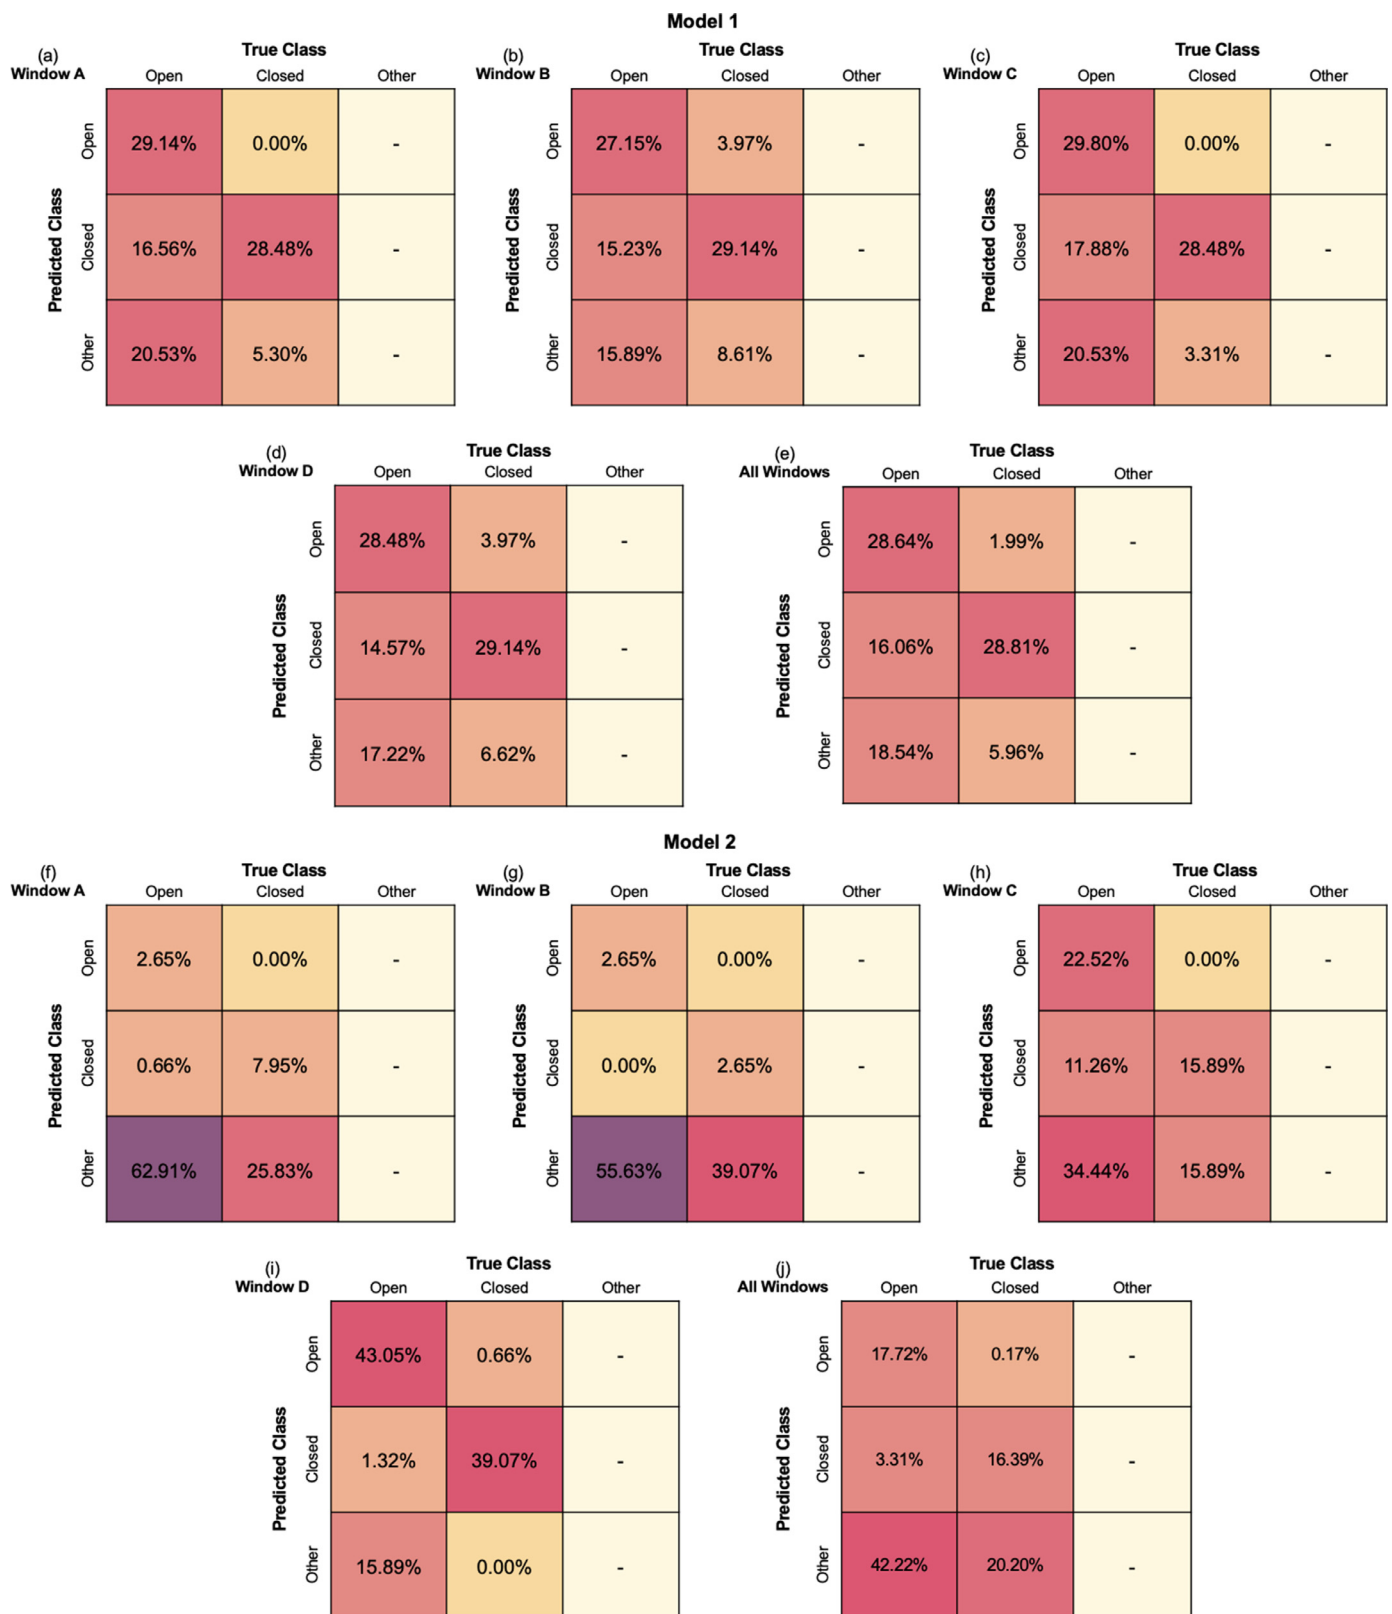 Model 1
(a)
Window A
True Class
Open Closed Other
Predicted Class
Open 29.14% 0.00% -
Closed 16.56% 28.48% -
Other 20.53% 5.30% -
(b)
Window B
True Class
Open Closed Other
Predicted Class
Open 27.15% 3.97% -
Closed 15.23% 29.14% -
Other 15.89% 8.61% -
(c)
Window C
True Class
Open Closed Other
Predicted Class
Open 29.80% 0.00% -
Closed 17.88% 28.48% -
Other 20.53% 3.31% -
(d)
Window D
True Class
Open Closed Other
Predicted Class
Open 28.48% 3.97% -
Closed 14.57% 29.14% -
Other 17.22% 6.62% -
(e)
All Windows
True Class
Open Closed Other
Predicted Class
Open 28.64% 1.99% -
Closed 16.06% 28.81% -
Other 18.54% 5.96% -
Model 2
(f)
Window A
True Class
Open Closed Other
Predicted Class
Open 2.65% 0.00% -
Closed 0.66% 7.95% -
Other 62.91% 25.83% -
(g)
Window B
True Class
Open Closed Other
Predicted Class
Open 2.65% 0.00% -
Closed 0.00% 2.65% -
Other 55.63% 39.07% -
(h)
Window C
True Class
Open Closed Other
Predicted Class
Open 22.52% 0.00% -
Closed 11.26% 15.89% -
Other 34.44% 15.89% -
(i)
Window D
True Class
Open Closed Other
Predicted Class
Open 43.05% 0.66% -
Closed 1.32% 39.07% -
Other 15.89% 0.00% -
(j)
All Windows
True Class
Open Closed Other
Predicted Class
Open 17.72% 0.17% -
Closed 3.31% 16.39% -
Other 42.22% 20.20% -